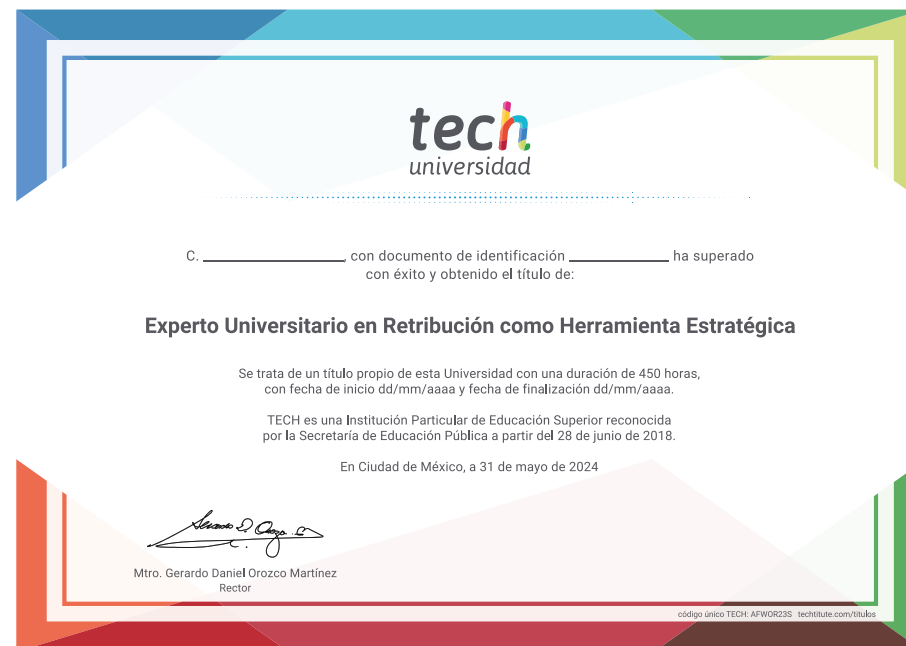 tech
universidad
C. ____________, con documento de identificación ____________ ha superado
con éxito y obtenido el título de:
Experto Universitario en Retribución como Herramienta Estratégica
Se trata de un título propio de esta Universidad con una duración de 450 horas,
con fecha de inicio dd/mm/aaaa y fecha de finalización dd/mm/aaaa.
TECH es una Institución Particular de Educación Superior reconocida
por la Secretaría de Educación Pública a partir del 28 de junio de 2018.
En Ciudad de México, a 31 de mayo de 2024
Mtro. Gerardo Daniel Orozco Martínez
Rector
código único TECH: AFWOR23S techtitute.com/titulos